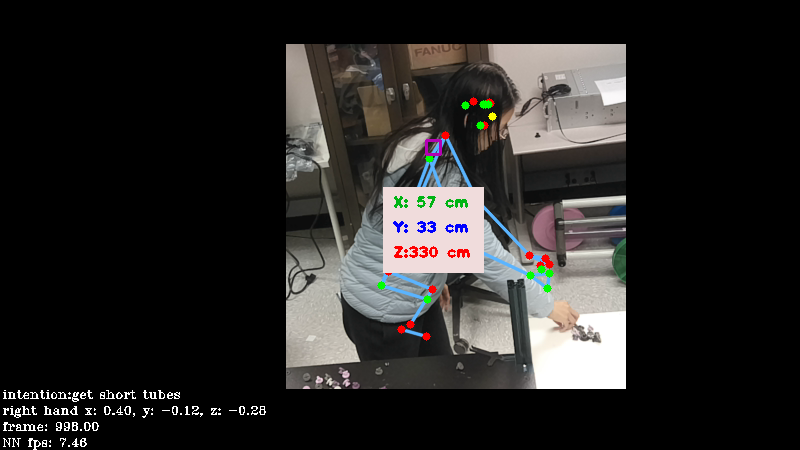 FANUC
X: 57 cm
Y: 33 cm
Z:330 cm
intention:get short tubes
right hand x: 0.40, y: -0.12, z: -0.28
frame: 998.00
NN fps: 7.46